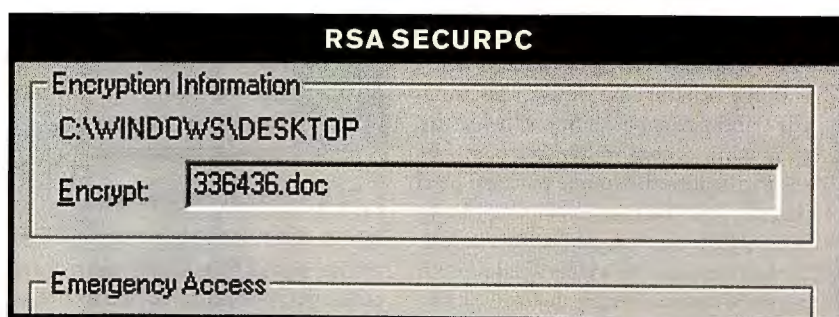 RSA SECURPC
Encryption Information
C:\WINDOWS\DESKTOP
Encrypt: 336436.doc
Emergency Access